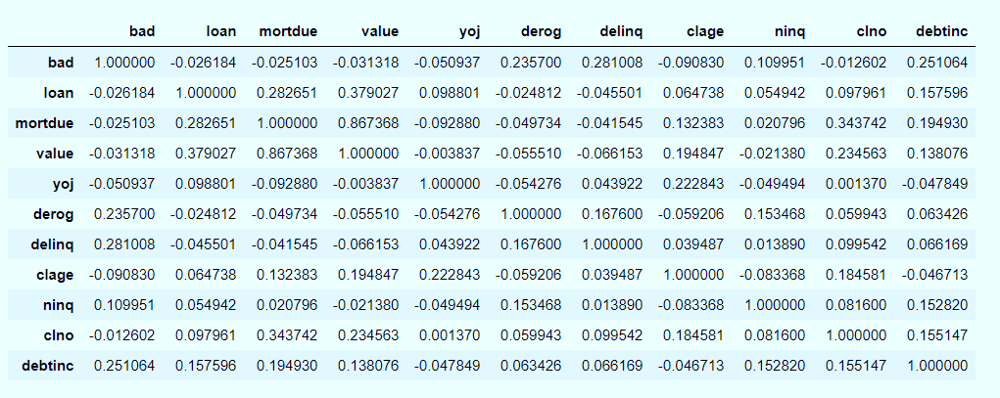 bad loan mortdue value yoj derog delinq clage ninq clno debtinc
bad 1.000000 -0.026184 -0.025103 -0.031318 -0.050937 0.235700 0.281008 -0.090830 0.109951 -0.012602 0.251064
loan -0.026184 1.000000 0.282651 0.379027 0.098801 -0.024812 -0.045501 0.064738 0.054942 0.097961 0.157596
mortdue -0.025103 0.282651 1.000000 0.867368 -0.092880 -0.049734 -0.041545 0.132383 0.020796 0.343742 0.194930
value -0.031318 0.379027 0.867368 1.000000 -0.003837 -0.055510 -0.066153 0.194847 -0.021380 0.234563 0.138076
yoj -0.050937 0.098801 -0.092880 -0.003837 1.000000 -0.054276 0.043922 0.222843 -0.049494 0.001370 -0.047849
derog 0.235700 -0.024812 -0.049734 -0.055510 -0.054276 1.000000 0.167600 -0.059206 0.153468 0.059943 0.063426
delinq 0.281008 -0.045501 -0.041545 -0.066153 0.043922 0.167600 1.000000 0.039487 0.013890 0.099542 0.066169
clage -0.090830 0.064738 0.132383 0.194847 0.222843 -0.059206 0.039487 1.000000 -0.083368 0.184581 -0.046713
ninq 0.109951 0.054942 0.020796 -0.021380 -0.049494 0.153468 0.013890 -0.083368 1.000000 0.081600 0.152820
clno -0.012602 0.097961 0.343742 0.234563 0.001370 0.059943 0.099542 0.184581 0.081600 1.000000 0.155147
debtinc 0.251064 0.157596 0.194930 0.138076 -0.047849 0.063426 0.066169 -0.046713 0.152820 0.155147 1.000000